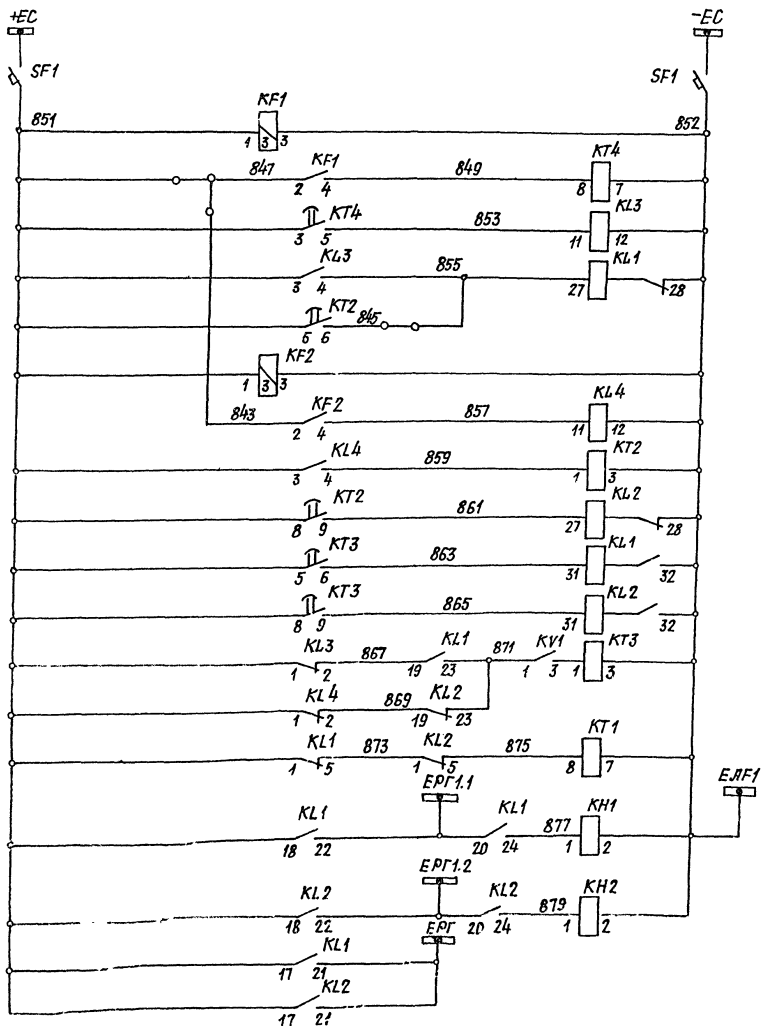 +EC -EC
SF1 SF1
851 KF1 852
1 3 3
847 KF1 849 KT4
2 4 8 7
KT4 853 KL3
3 5 11 12
KL3 855 KL1
3 4 27 28
KT2 845
5 6
KF2
1 3 3
843 KF2 857 KL4
2 4 11 12
KL4 859 KT2
3 4 1 3
KT2 861 KL2
8 9 27 28
KT3 863 KL1
5 6 31 32
KT3 865 KL2
8 9 31 32
KL3 867 KL1 871 KV1 KT3
1 2 19 23 1 3 1 3
KL4 869 KL2
1 2 19 23
KL1 873 KL2 875 KT1
1 5 1 5 8 7
ЕРГ1.1 ЕЛF1
KL1 KL1 877 KH1
18 22 20 24 1 2
ЕРГ1.2
KL2 KL2 879 KH2
18 22 20 24 1 2
ЕРГ
KL1
17 21
KL2
17 21